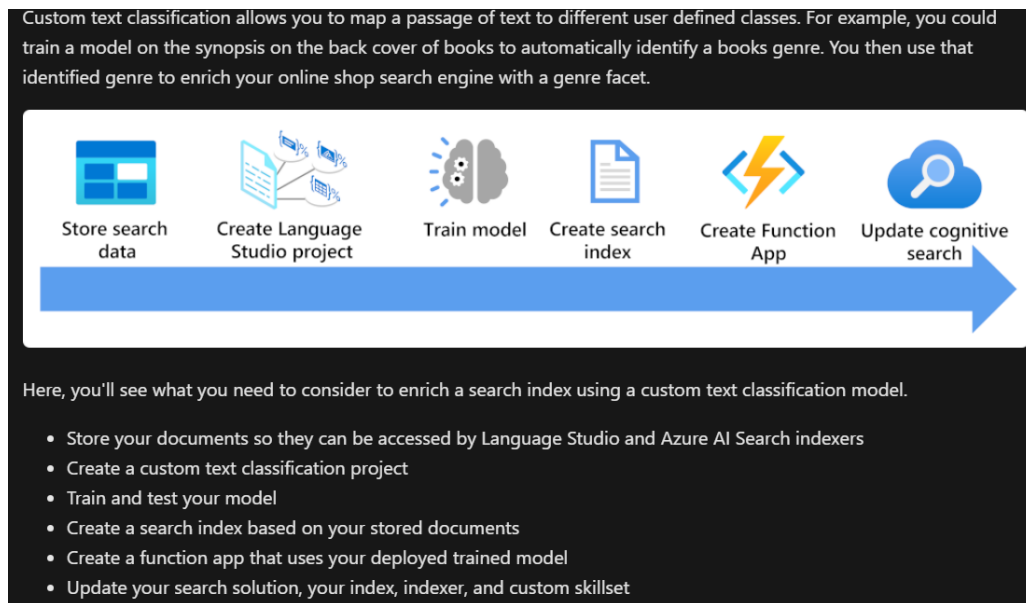 Custom text classification allows you to map a passage of text to different user defined classes. For example, you could
train a model on the synopsis on the back cover of books to automatically identify a books genre. You then use that
identified genre to enrich your online shop search engine with a genre facet.
Store search
data
Create Language
Studio project
Train model
Create search
index
Create Function
App
Update cognitive
search
Here, you'll see what you need to consider to enrich a search index using a custom text classification model.
• Store your documents so they can be accessed by Language Studio and Azure AI Search indexers
• Create a custom text classification project
• Train and test your model
• Create a search index based on your stored documents
• Create a function app that uses your deployed trained model
• Update your search solution, your index, indexer, and custom skillset